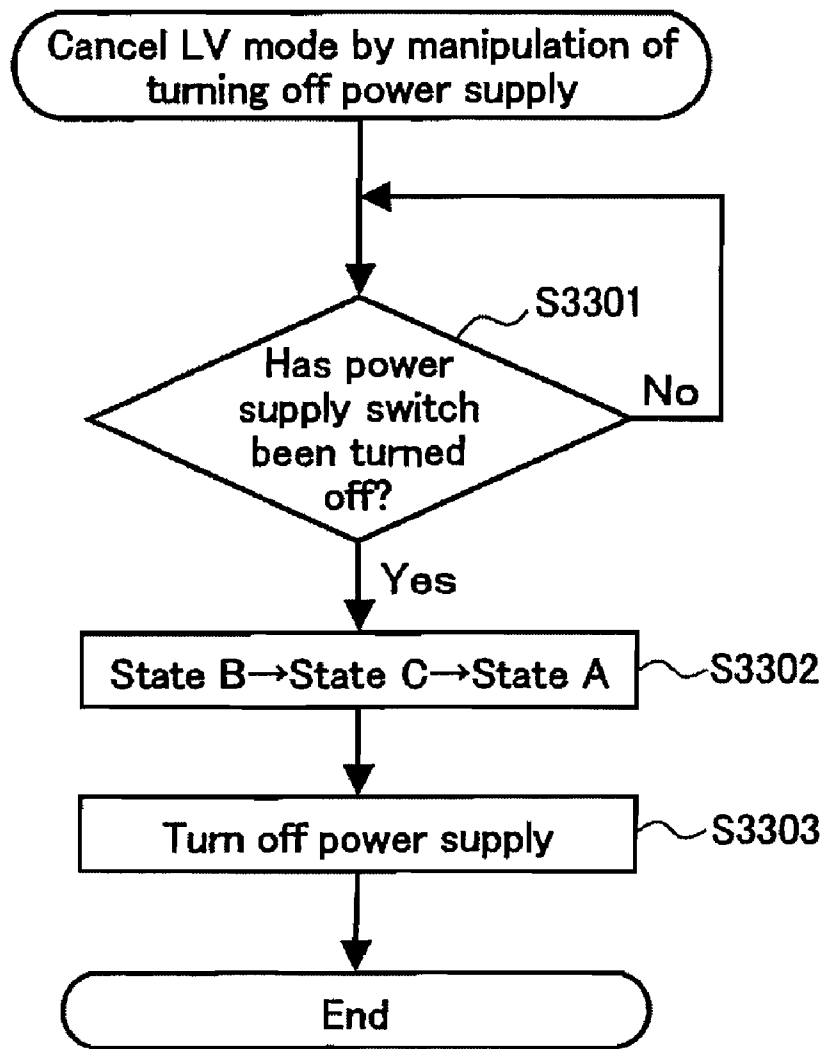 Cancel LV mode by manipulation of
turning off power supply
S3301
Has power
supply switch
been turned
off?
No
Yes
State B→State C→State A
S3302
Turn off power supply
S3303
End